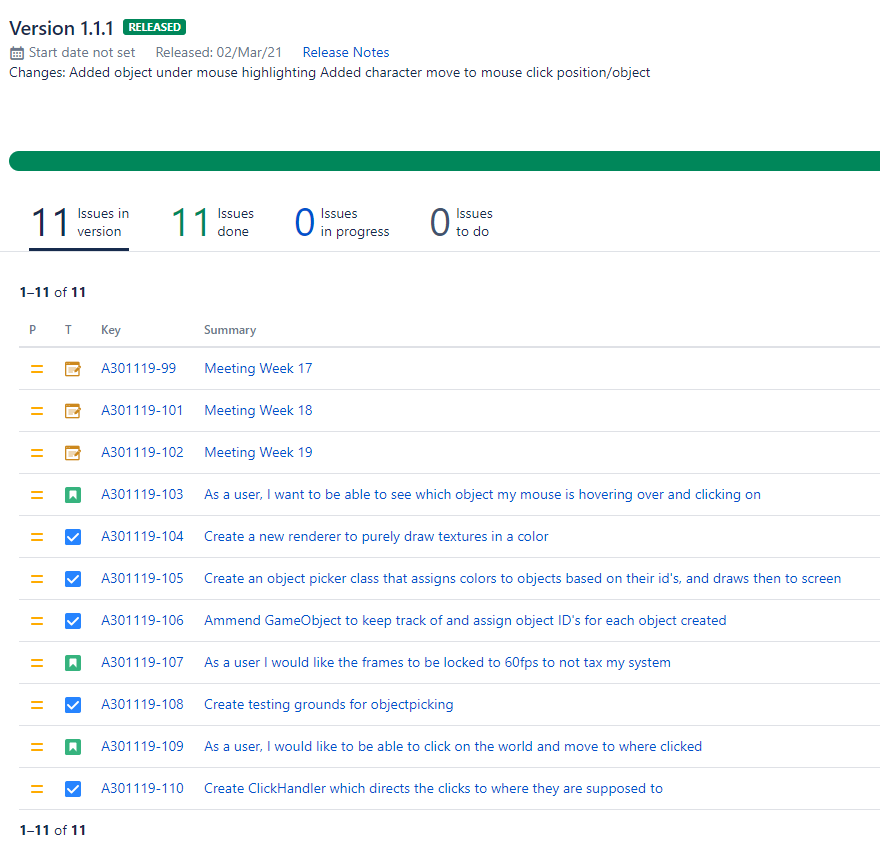 Version 1.1.1 RELEASED
Start date not set Released: 02/Mar/21 Release Notes
Changes: Added object under mouse highlighting Added character move to mouse click position/object
11 Issues in version
11 Issues done
0 Issues in progress
0 Issues to do
1–11 of 11
P T Key Summary
A301119-99 Meeting Week 17
A301119-101 Meeting Week 18
A301119-102 Meeting Week 19
A301119-103 As a user, I want to be able to see which object my mouse is hovering over and clicking on
A301119-104 Create a new renderer to purely draw textures in a color
A301119-105 Create an object picker class that assigns colors to objects based on their id's, and draws then to screen
A301119-106 Ammend GameObject to keep track of and assign object ID's for each object created
A301119-107 As a user I would like the frames to be locked to 60fps to not tax my system
A301119-108 Create testing grounds for objectpicking
A301119-109 As a user, I would like to be able to click on the world and move to where clicked
A301119-110 Create ClickHandler which directs the clicks to where they are supposed to
1–11 of 11